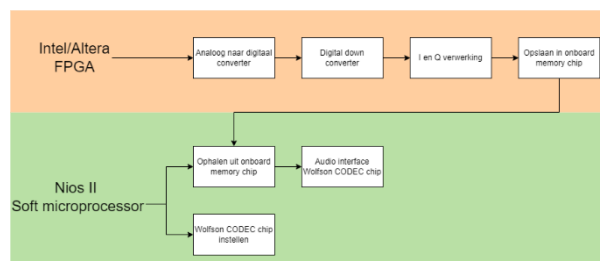 Intel/Altera
FPGA
Analoog naar digitaal
converter
Digital down
converter
I en Q verwerking
Opslaan in onboard
memory chip
Nios II
Soft microprocessor
Ophalen uit onboard
memory chip
Audio interface
Wolfson CODEC chip
Wolfson CODEC chip
instellen